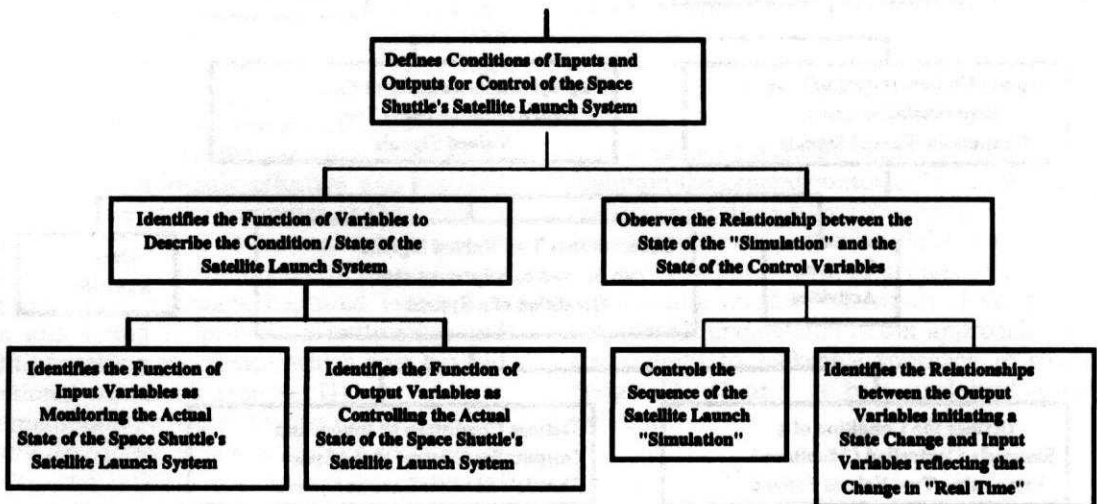 Defines Conditions of Inputs and
Outputs for Control of the Space
Shuttle's Satellite Launch System
Identifies the Function of Variables to
Describe the Condition / State of the
Satellite Launch System
Observes the Relationship between the
State of the "Simulation" and the
State of the Control Variables
Identifies the Function of
Input Variables as
Monitoring the Actual
State of the Space Shuttle's
Satellite Launch System
Identifies the Function of
Output Variables as
Controlling the Actual
State of the Space Shuttle's
Satellite Launch System
Controls the
Sequence of the
Satellite Launch
"Simulation"
Identifies the Relationships
between the Output
Variables initiating a
State Change and Input
Variables reflecting that
Change in "Real Time"